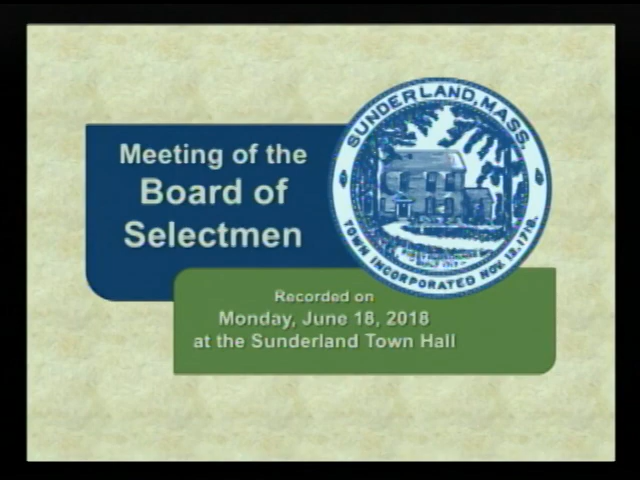 Meeting of the
Board of
Selectmen
SUNDERLAND, MASS.
TOWN INCORPORATED NOV. 12, 1718.
Recorded on
Monday, June 18, 2018
at the Sunderland Town Hall